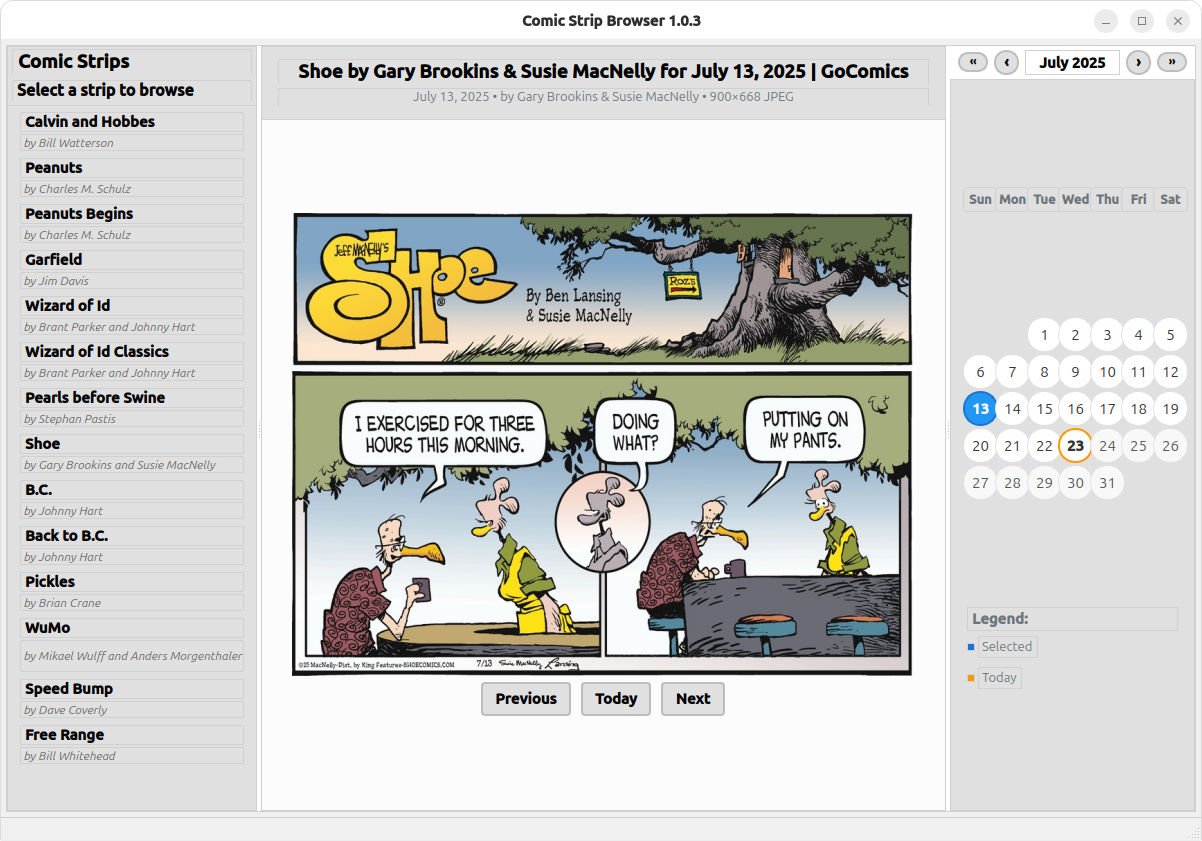 Comic Strip Browser 1.0.3
Comic Strips
Select a strip to browse
Calvin and Hobbes
by Bill Watterson
Peanuts
by Charles M. Schulz
Peanuts Begins
by Charles M. Schulz
Garfield
by Jim Davis
Wizard of Id
by Brant Parker and Johnny Hart
Wizard of Id Classics
by Brant Parker and Johnny Hart
Pearls before Swine
by Stephan Pastis
Shoe
by Gary Brookins and Susie MacNelly
B.C.
by Johnny Hart
Back to B.C.
by Johnny Hart
Pickles
by Brian Crane
WuMo
by Mikael Wulff and Anders Morgenthaler
Speed Bump
by Dave Coverly
Free Range
by Bill Whitehead
Shoe by Gary Brookins & Susie MacNelly for July 13, 2025 | GoComics
July 13, 2025 • by Gary Brookins & Susie MacNelly • 900×668 JPEG
JEFF MACNELLY'S
SHOE®
By Ben Lansing
& Susie MacNelly
ROZ'S
I EXERCISED FOR THREE
HOURS THIS MORNING.
DOING
WHAT?
PUTTING ON
MY PANTS.
©25 MacNelly-Dist. by King Features-SHOECOMICS.COM 7/13 Susie MacNelly Lansing
Previous Today Next
« ‹ July 2025 › »
Sun Mon Tue Wed Thu Fri Sat
1 2 3 4 5
6 7 8 9 10 11 12
13 14 15 16 17 18 19
20 21 22 23 24 25 26
27 28 29 30 31
Legend:
Selected
Today